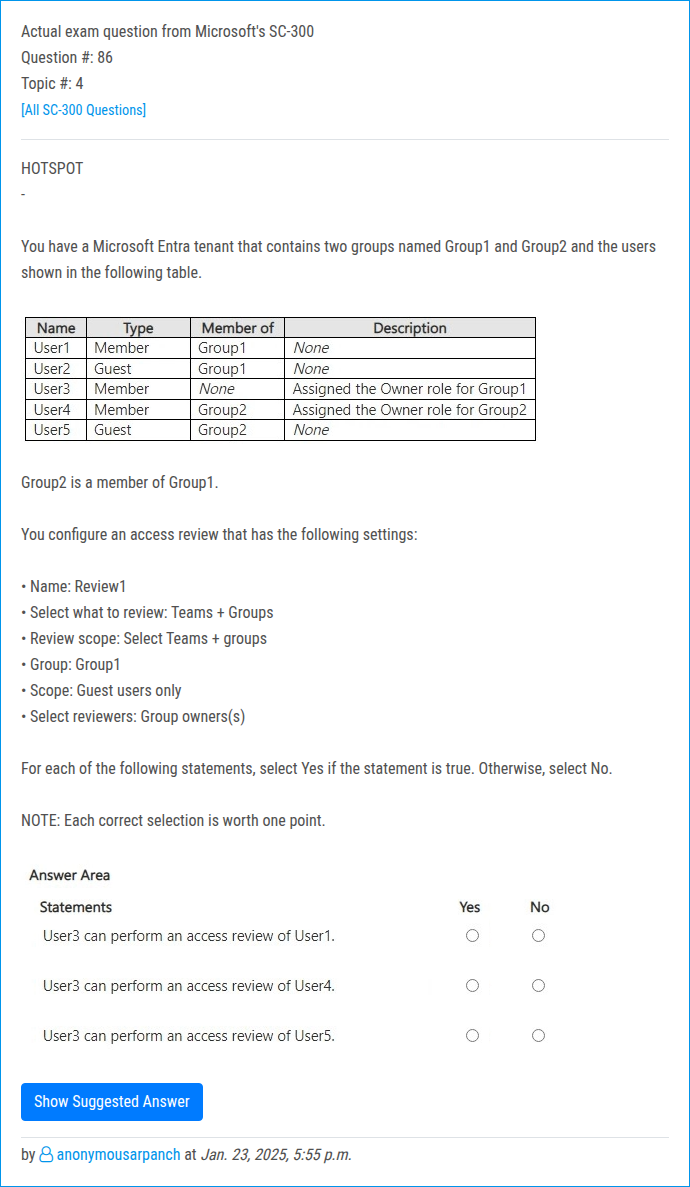 Actual exam question from Microsoft's SC-300
Question #: 86
Topic #: 4
[All SC-300 Questions]
HOTSPOT
-
You have a Microsoft Entra tenant that contains two groups named Group1 and Group2 and the users
shown in the following table.
Name Type Member of Description
User1 Member Group1 None
User2 Guest Group1 None
User3 Member None Assigned the Owner role for Group1
User4 Member Group2 Assigned the Owner role for Group2
User5 Guest Group2 None
Group2 is a member of Group1.
You configure an access review that has the following settings:
• Name: Review1
• Select what to review: Teams + Groups
• Review scope: Select Teams + groups
• Group: Group1
• Scope: Guest users only
• Select reviewers: Group owners(s)
For each of the following statements, select Yes if the statement is true. Otherwise, select No.
NOTE: Each correct selection is worth one point.
Answer Area
Statements Yes No
User3 can perform an access review of User1.
User3 can perform an access review of User4.
User3 can perform an access review of User5.
Show Suggested Answer
by anonymousarpanch at Jan. 23, 2025, 5:55 p.m.